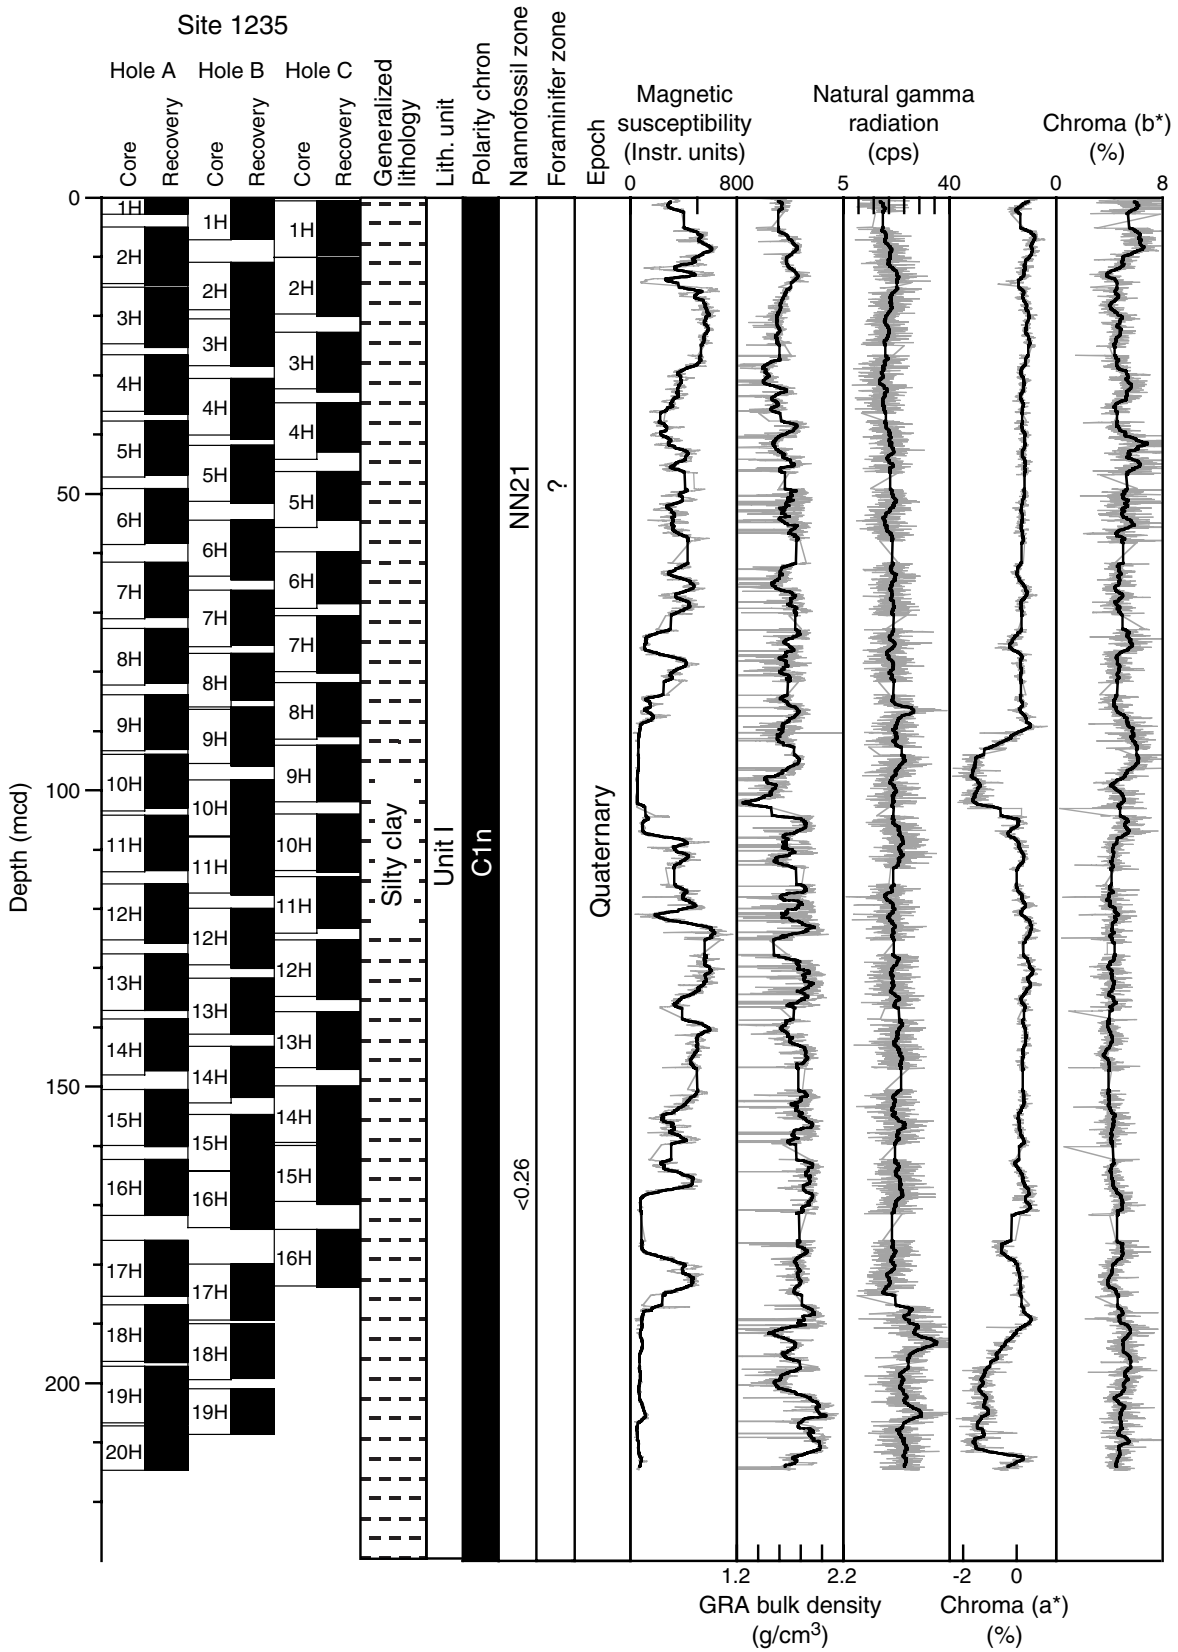 Site 1235
Hole A
Hole B
Hole C
Core
Recovery
Core
Recovery
Core
Recovery
Generalized
lithology
Lith. unit
Polarity chron
Nannofossil zone
Foraminifer zone
Epoch
Magnetic
susceptibility
(Instr. units)
0 800
Natural gamma
radiation
(cps)
5 40
Chroma (b*)
(%)
0 8
Depth (mcd)
0
50
100
150
200
1H
2H
3H
4H
5H
6H
7H
8H
9H
10H
11H
12H
13H
14H
15H
16H
17H
18H
19H
20H
1H
2H
3H
4H
5H
6H
7H
8H
9H
10H
11H
12H
13H
14H
15H
16H
17H
18H
19H
1H
2H
3H
4H
5H
6H
7H
8H
9H
10H
11H
12H
13H
14H
15H
16H
Silty clay
Unit I
C1n
NN21
<0.26
?
Quaternary
1.2 2.2
GRA bulk density
(g/cm3)
-2 0
Chroma (a*)
(%)